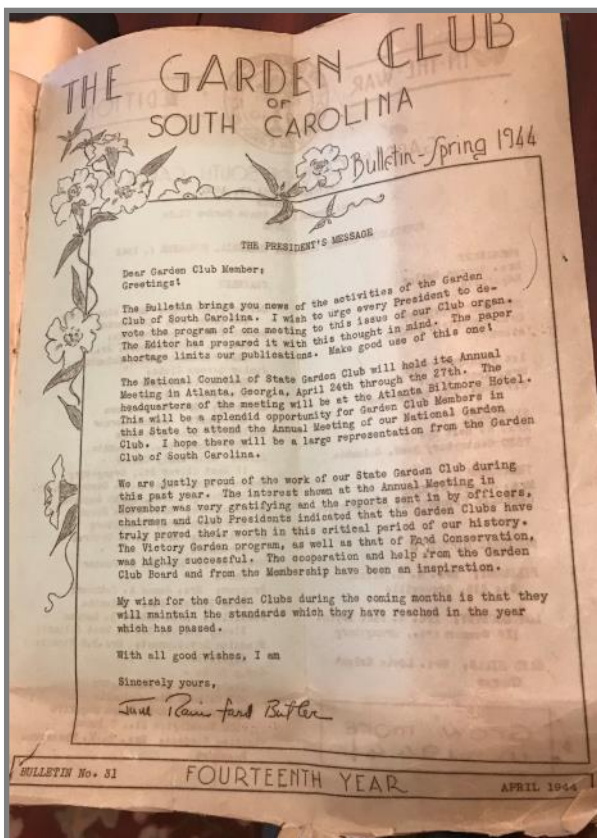 THE GARDEN CLUB
OF
SOUTH CAROLINA
Bulletin-Spring 1944
THE PRESIDENT'S MESSAGE
Dear Garden Club Member:
Greetings!
The Bulletin brings you news of the activities of the Garden
Club of South Carolina. I wish to urge every President to de-
vote the program of one meeting to this issue of our Club organ.
The Editor has prepared it with this thought in mind. The paper
shortage limits our publications. Make good use of this one!
The National Council of State Garden Club will hold its Annual
Meeting in Atlanta, Georgia, April 24th through the 27th. The
headquarters of the meeting will be at the Atlanta Biltmore Hotel.
This will be a splendid opportunity for Garden Club Members in
this State to attend the Annual Meeting of our National Garden
Club. I hope there will be a large representation from the Garden
Club of South Carolina.
We are justly proud of the work of our State Garden Club during
this past year. The interest shown at the Annual Meeting in
November was very gratifying and the reports sent in by officers,
chairmen and Club Presidents indicated that the Garden Clubs have
truly proved their worth in this critical period of our history.
The Victory Garden program, as well as that of Food Conservation,
was highly successful. The cooperation and help from the Garden
Club Board and from the Membership have been an inspiration.
My wish for the Garden Clubs during the coming months is that they
will maintain the standards which they have reached in the year
which has passed.
With all good wishes, I am
Sincerely yours,
June Rainsford Butler
BULLETIN No. 31
FOURTEENTH YEAR
APRIL 1944